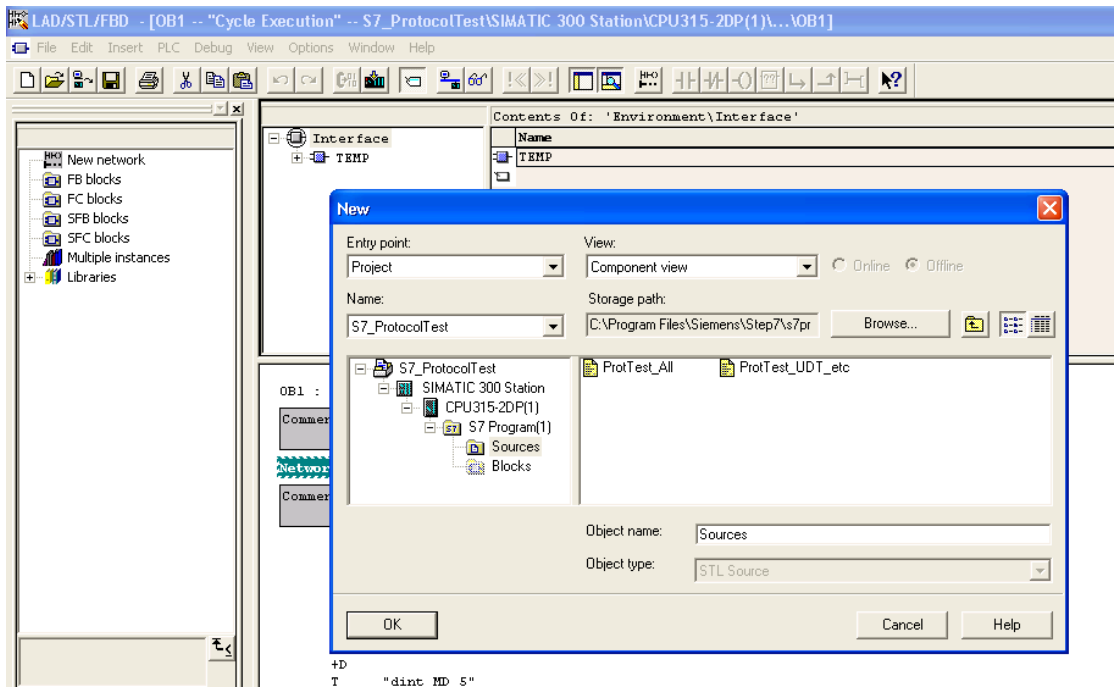 LAD/STL/FBD - [OB1 -- "Cycle Execution" -- S7_ProtocolTest\SIMATIC 300 Station\CPU315-2DP(1)\...\OB1]
File Edit Insert PLC Debug View Options Window Help
Contents Of: 'Environment\Interface'
Interface
Name
TEMP
TEMP
New network
FB blocks
FC blocks
SFB blocks
SFC blocks
Multiple instances
Libraries
New
Entry point:
View:
Project
Component view
Online
Offline
Name:
Storage path:
S7_ProtocolTest
C:\Program Files\Siemens\Step7\s7pr
Browse...
S7_ProtocolTest
SIMATIC 300 Station
CPU315-2DP(1)
S7 Program(1)
Sources
Blocks
ProtTest_All
ProtTest_UDT_etc
Object name:
Sources
Object type:
STL Source
OK
Cancel
Help
OB1 :
Commen
Networ
Commen
+D
T "dint MD 5"